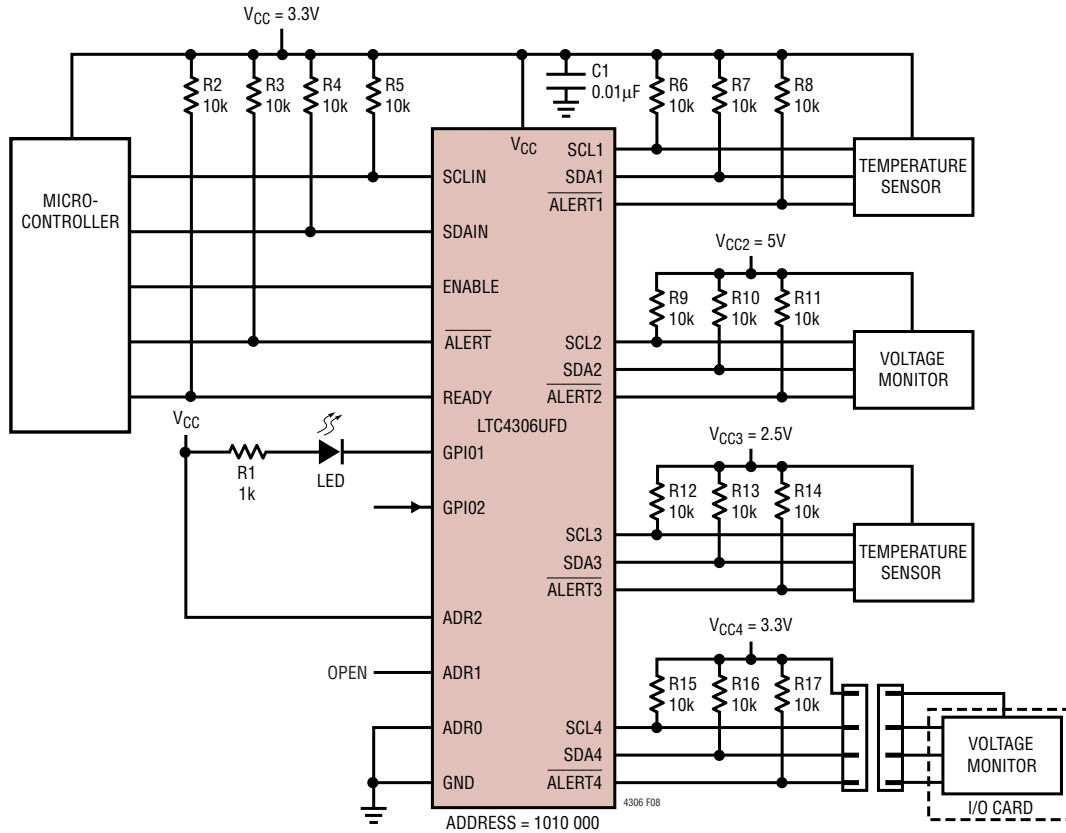 VCC = 3.3V
R2
10k
R3
10k
R4
10k
R5
10k
C1
0.01µF
R6
10k
R7
10k
R8
10k
MICRO-
CONTROLLER
VCC
SCLIN
SDAIN
ENABLE
ALERT
READY
LTC4306UFD
GPIO1
GPIO2
ADR2
ADR1
ADR0
GND
SCL1
SDA1
ALERT1
TEMPERATURE
SENSOR
VCC2 = 5V
R9
10k
R10
10k
R11
10k
SCL2
SDA2
ALERT2
VOLTAGE
MONITOR
VCC
R1
1k
LED
VCC3 = 2.5V
R12
10k
R13
10k
R14
10k
SCL3
SDA3
ALERT3
TEMPERATURE
SENSOR
OPEN
VCC4 = 3.3V
R15
10k
R16
10k
R17
10k
SCL4
SDA4
ALERT4
VOLTAGE
MONITOR
I/O CARD
4306 F08
ADDRESS = 1010 000